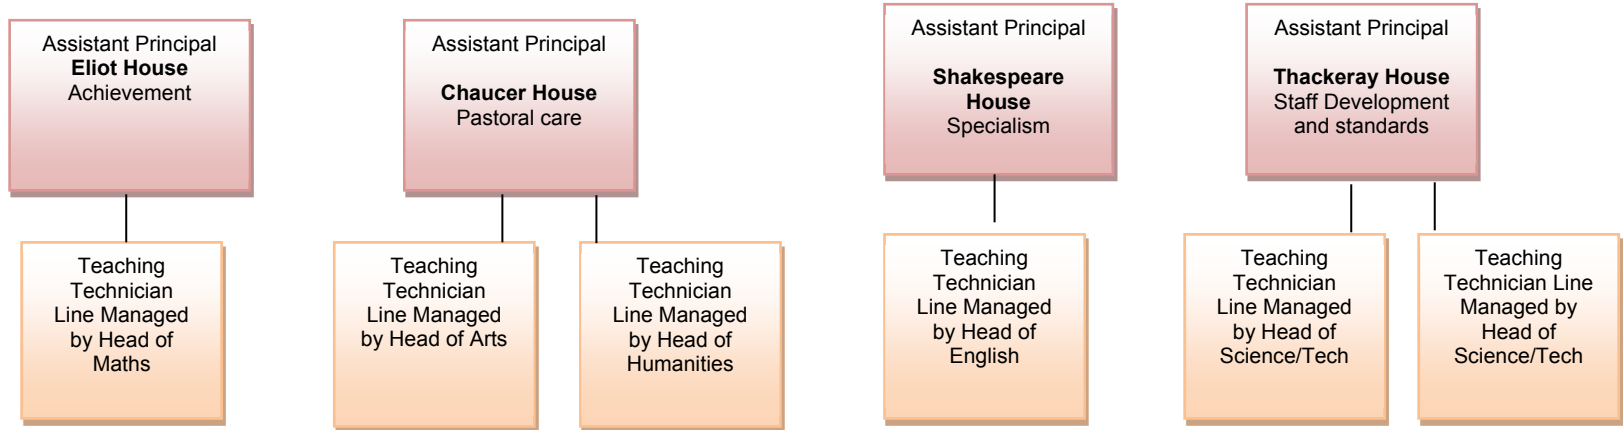 Assistant Principal
Eliot House
Achievement
Assistant Principal
Chaucer House
Pastoral care
Assistant Principal
Shakespeare
House
Specialism
Assistant Principal
Thackeray House
Staff Development
and standards
Teaching
Technician
Line Managed
by Head of
Maths
Teaching
Technician
Line Managed
by Head of Arts
Teaching
Technician
Line Managed
by Head of
Humanities
Teaching
Technician
Line Managed
by Head of
English
Teaching
Technician
Line Managed
by Head of
Science/Tech
Teaching
Technician Line
Managed by
Head of
Science/Tech